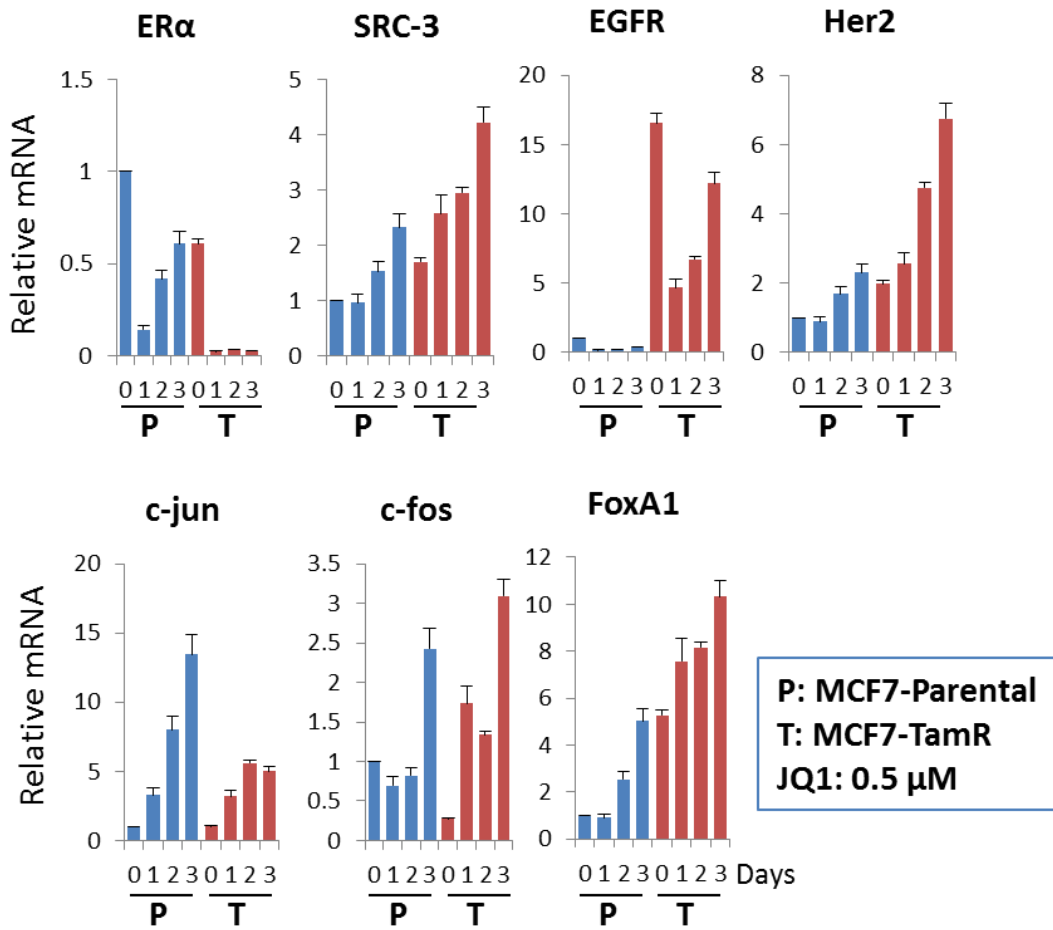 ERα SRC-3 EGFR Her2
Relative mRNA
1.5
1
0.5
0
0 1 2 3 0 1 2 3
P T
5
4
3
2
1
0
0 1 2 3 0 1 2 3
P T
20
15
10
5
0
0 1 2 3 0 1 2 3
P T
8
6
4
2
0
0 1 2 3 0 1 2 3
P T
c-jun c-fos FoxA1
Relative mRNA
20
15
10
5
0
0 1 2 3 0 1 2 3
P T
3.5
3
2.5
2
1.5
1
0.5
0
0 1 2 3 0 1 2 3
P T
12
10
8
6
4
2
0
0 1 2 3 0 1 2 3 Days
P T
P: MCF7-Parental
T: MCF7-TamR
JQ1: 0.5 µM